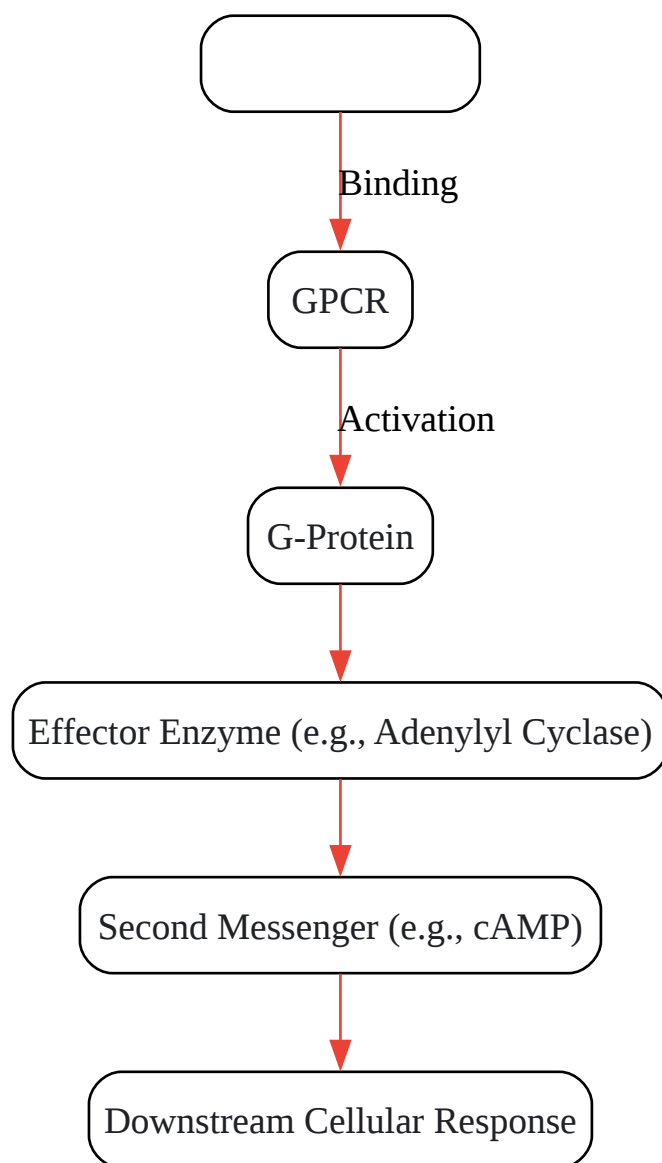 Binding
GPCR
Activation
G-Protein
Effector Enzyme (e.g., Adenylyl Cyclase)
Second Messenger (e.g., cAMP)
Downstream Cellular Response